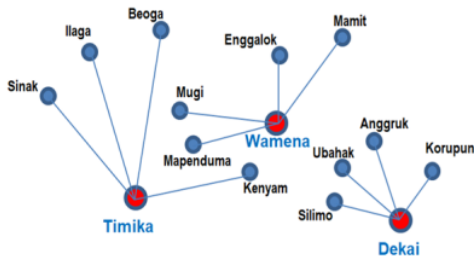 Beoga
Ilaga
Sinak
Mamit
Enggalok
Mugi
Wamena
Mapenduma
Kenyam
Timika
Anggruk
Ubahak
Korupun
Silimo
Dekai